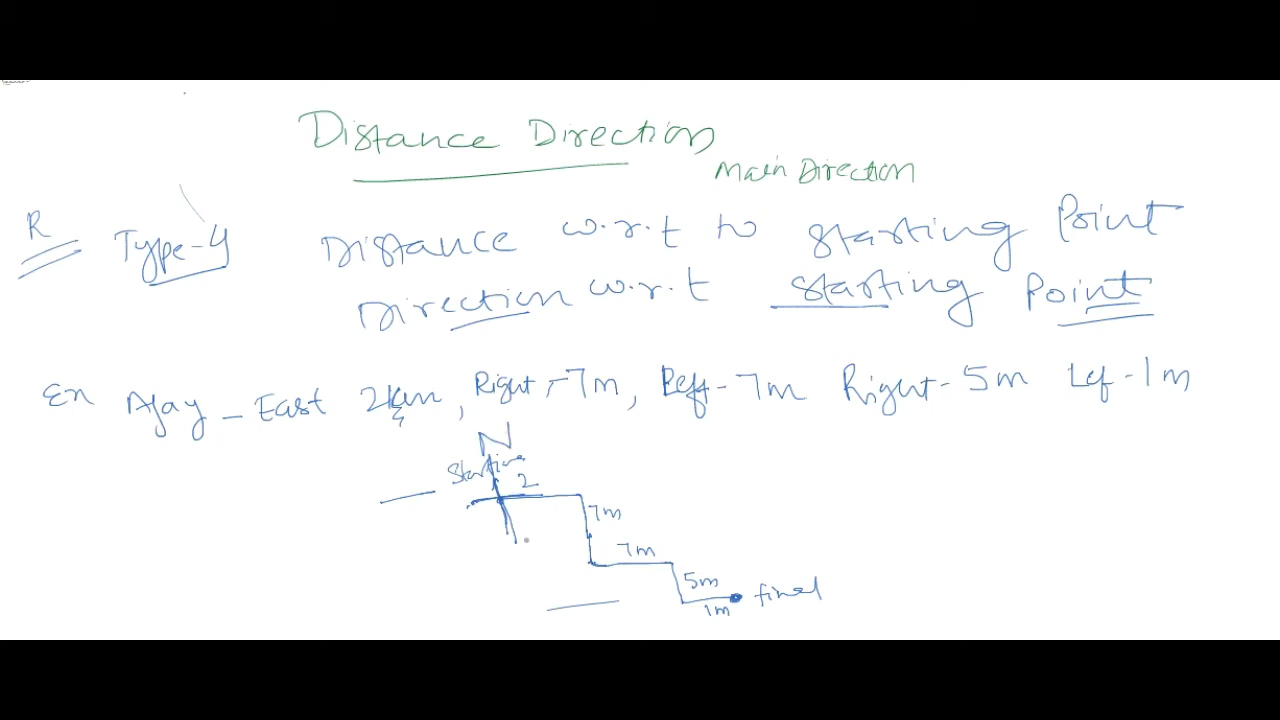 Distance Direction
Main Direction
R
Type-4 Distance w.r.t to starting Point
Direction w.r.t starting Point
Ex Ajay - East 2km, Right - 7m, Left - 7m Right - 5m Lef - 1m
N
Starting
2
7m
7m
5m
1m
final